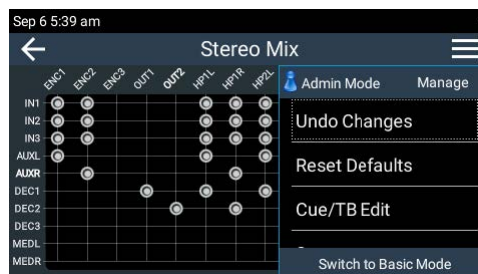 Sep 6 5:39 am
Stereo Mix
ENC1 ENC2 ENC3 OUT1 OUT2 HP1L HP1R HP2L
IN1
IN2
IN3
AUXL
AUXR
DEC1
DEC2
DEC3
MEDL
MEDR
Admin Mode Manage
Undo Changes
Reset Defaults
Cue/TB Edit
Switch to Basic Mode